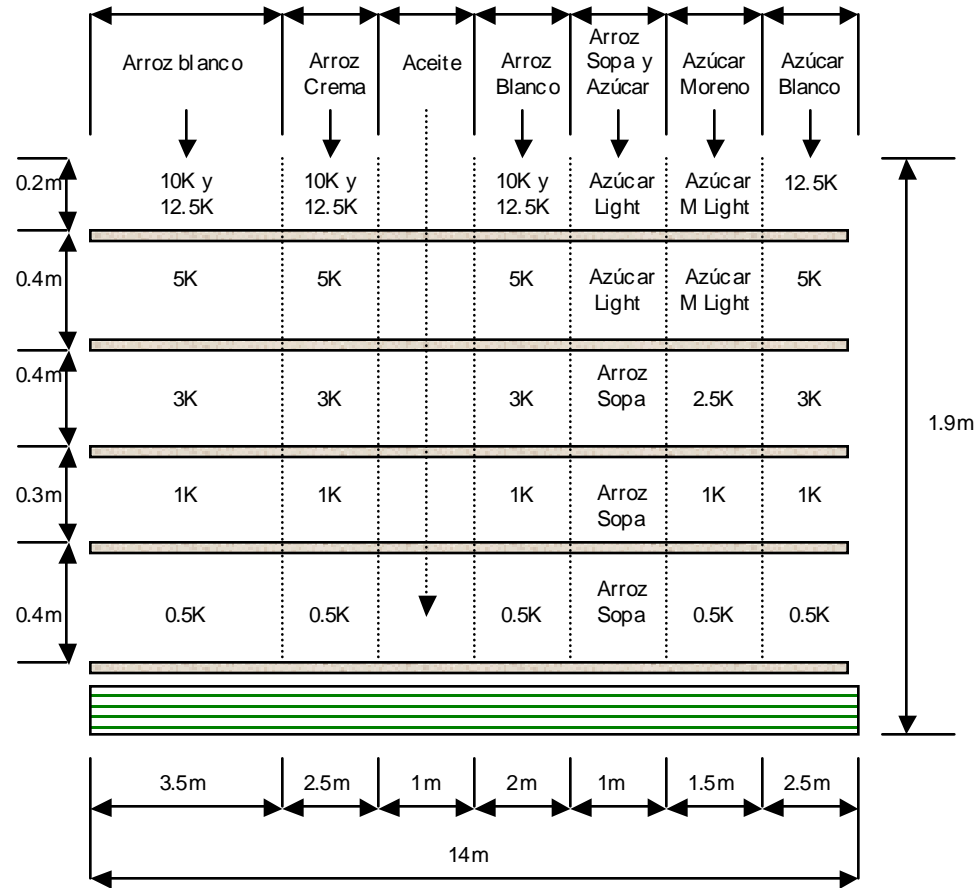 Arroz blanco
Arroz
Crema
Aceite
Arroz
Blanco
Arroz
Sopa y
Azúcar
Azúcar
Moreno
Azúcar
Blanco
0.2m
10K y
12.5K
10K y
12.5K
10K y
12.5K
Azúcar
Light
Azúcar
M Light
12.5K
0.4m
5K
5K
5K
Azúcar
Light
Azúcar
M Light
5K
0.4m
3K
3K
3K
Arroz
Sopa
2.5K
3K
1.9m
0.3m
1K
1K
1K
Arroz
Sopa
1K
1K
0.4m
0.5K
0.5K
0.5K
Arroz
Sopa
0.5K
0.5K
3.5m
2.5m
1m
2m
1m
1.5m
2.5m
14m